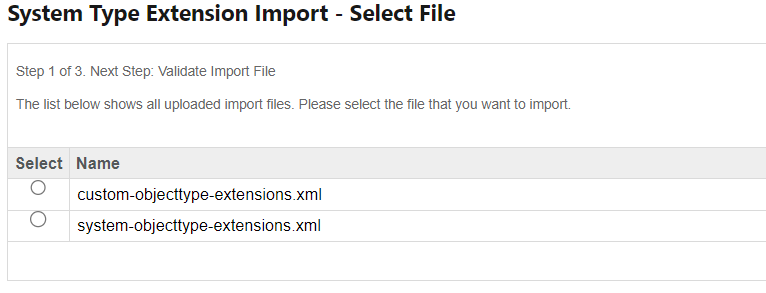 System Type Extension Import - Select File
Step 1 of 3. Next Step: Validate Import File
The list below shows all uploaded import files. Please select the file that you want to import.
Select Name
custom-objecttype-extensions.xml
system-objecttype-extensions.xml